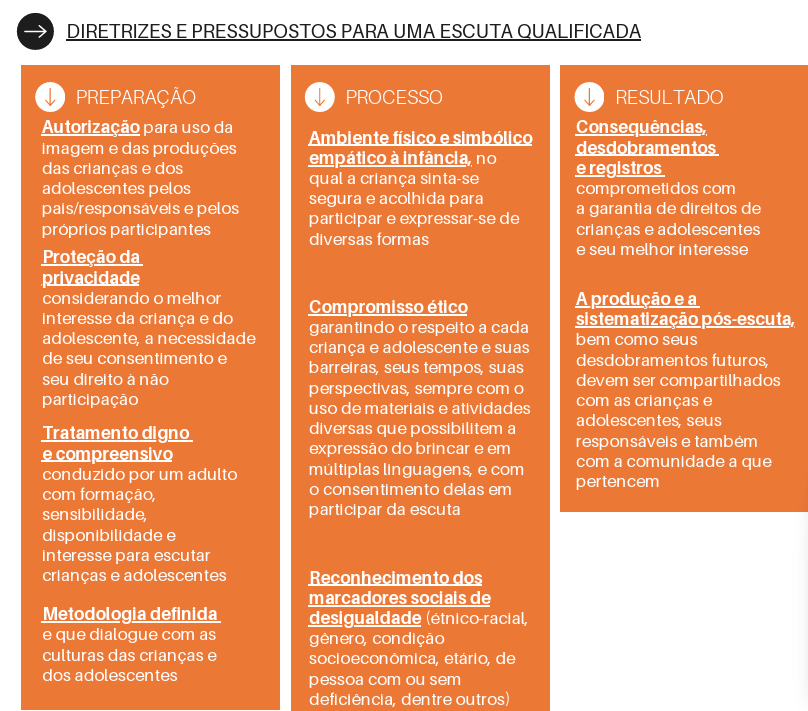 DIRETRIZES E PRESSUPOSTOS PARA UMA ESCUTA QUALIFICADA
PREPARAÇÃO
Autorização para uso da
imagem e das produções
das crianças e dos
adolescentes pelos
pais/responsáveis e pelos
próprios participantes
Proteção da
privacidade
considerando o melhor
interesse da criança e do
adolescente, a necessidade
de seu consentimento e
seu direito à não
participação
Tratamento digno
e compreensivo
conduzido por um adulto
com formação,
sensibilidade,
disponibilidade e
interesse para escutar
crianças e adolescentes
Metodologia definida
e que dialogue com as
culturas das crianças e
dos adolescentes
PROCESSO
Ambiente físico e simbólico
empático à infância, no
qual a criança sinta-se
segura e acolhida para
participar e expressar-se de
diversas formas
Compromisso ético
garantindo o respeito a cada
criança e adolescente e suas
barreiras, seus tempos, suas
perspectivas, sempre com o
uso de materiais e atividades
diversas que possibilitem a
expressão do brincar e em
múltiplas linguagens, e com
o consentimento delas em
participar da escuta
Reconhecimento dos
marcadores sociais de
desigualdade (étnico-racial,
gênero, condição
socioeconômica, etário, de
pessoa com ou sem
deficiência, dentre outros)
RESULTADO
Consequências,
desdobramentos
e registros
comprometidos com
a garantia de direitos de
crianças e adolescentes
e seu melhor interesse
A produção e a
sistematização pós-escuta,
bem como seus
desdobramentos futuros,
devem ser compartilhados
com as crianças e
adolescentes, seus
responsáveis e também
com a comunidade a que
pertencem